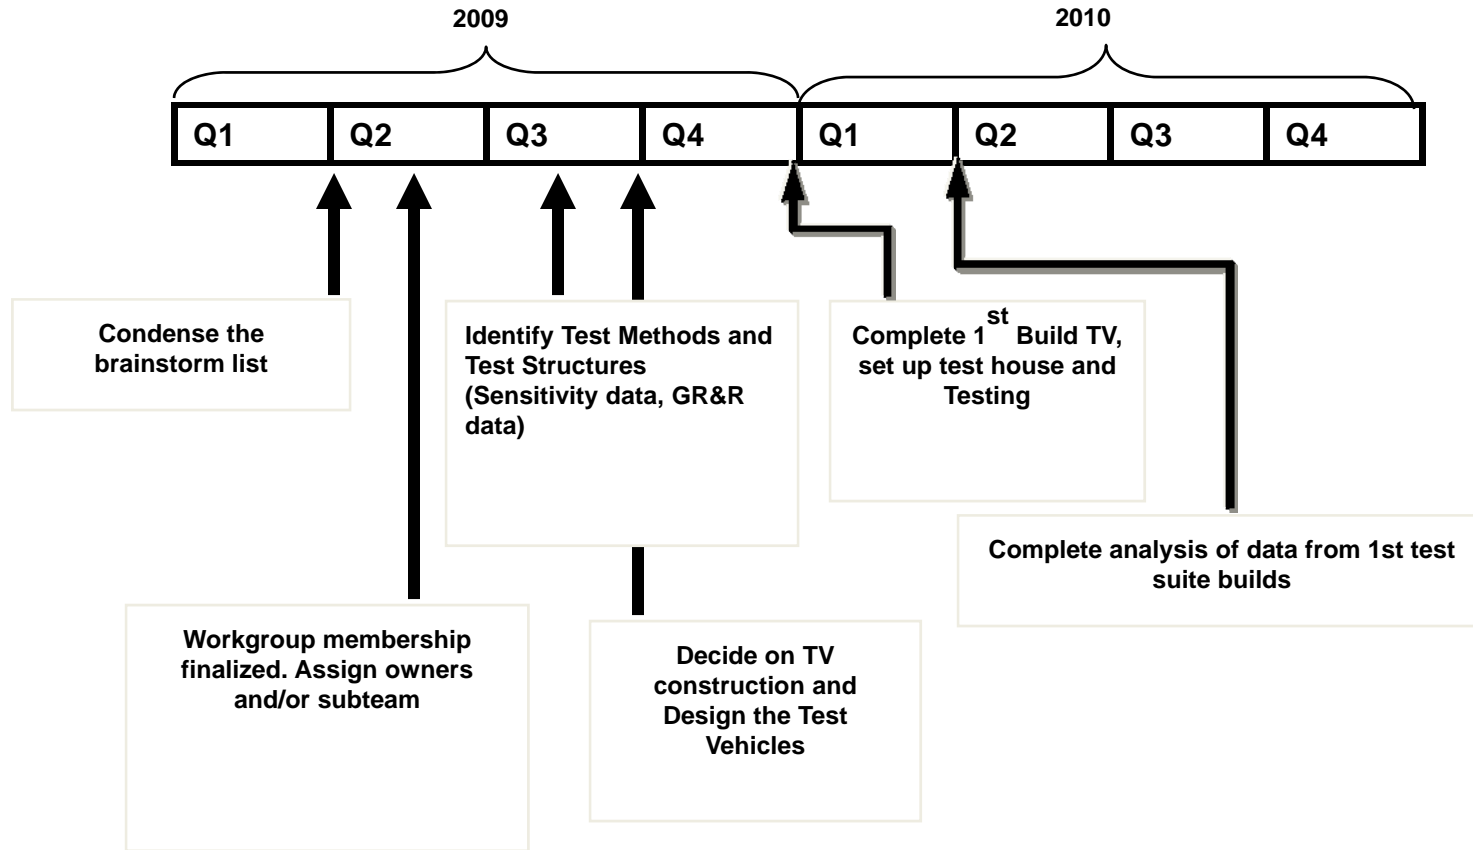 2009
2010
Q1 Q2 Q3 Q4 Q1 Q2 Q3 Q4
Condense the
brainstorm list
Identify Test Methods and
Test Structures
(Sensitivity data, GR&R
data)
Complete 1st Build TV,
set up test house and
Testing
Complete analysis of data from 1st test
suite builds
Workgroup membership
finalized. Assign owners
and/or subteam
Decide on TV
construction and
Design the Test
Vehicles